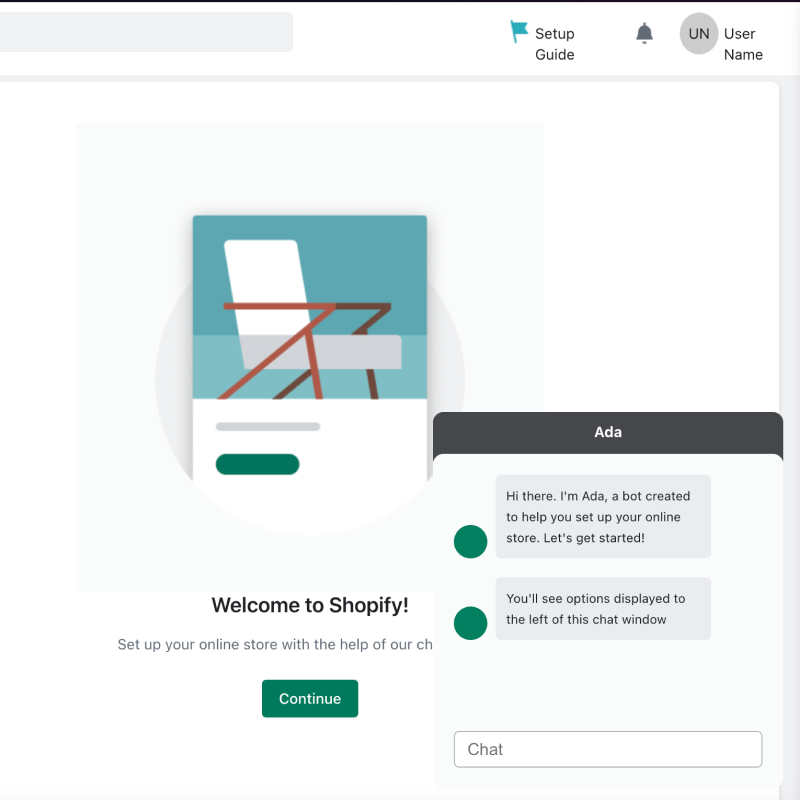 Setup
Guide
UN
User
Name
Welcome to Shopify!
Set up your online store with the help of our ch
Continue
Ada
Hi there. I'm Ada, a bot created
to help you set up your online
store. Let's get started!
You'll see options displayed to
the left of this chat window
Chat